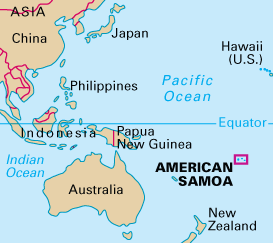 ASIA
China
Japan
Hawaii
(U.S.)
Pacific
Ocean
Philippines
Equator
Indonesia
Papua
New Guinea
Indian
Ocean
AMERICAN
SAMOA
Australia
New
Zealand